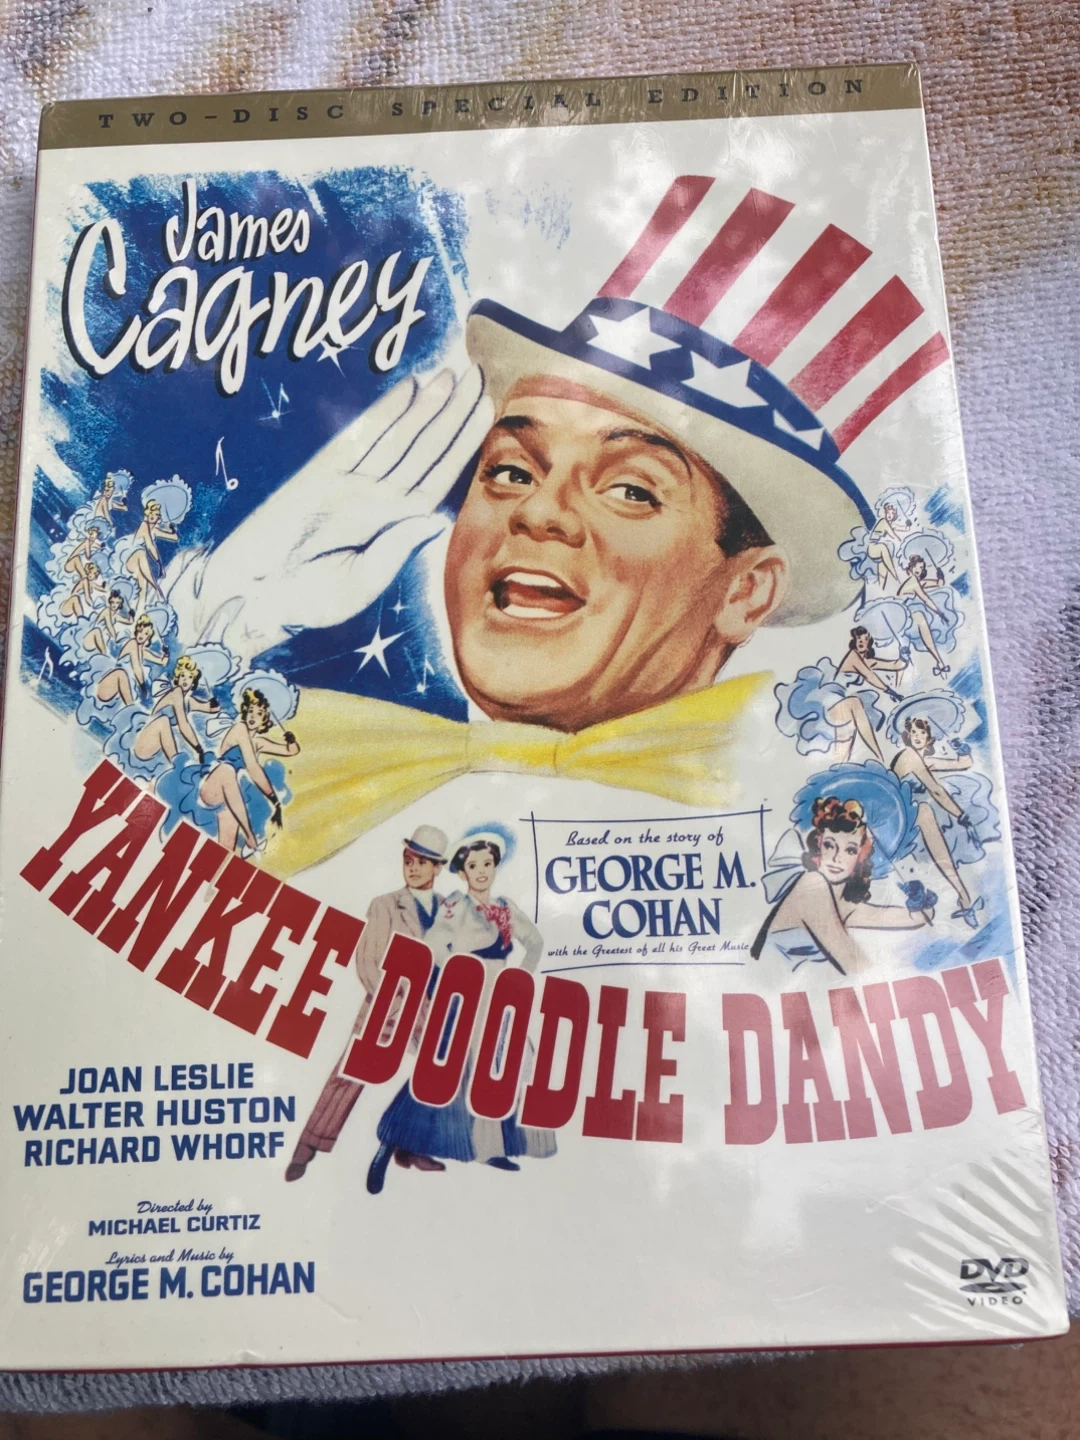 TWO-DISC SPECIAL EDITION
James
Cagney
Based on the story of
GEORGE M.
COHAN
with the Greatest of all his Great Music
YANKEE DOODLE DANDY
JOAN LESLIE
WALTER HUSTON
RICHARD WHORF
Directed by
MICHAEL CURTIZ
Lyrics and Music by
GEORGE M. COHAN
DVD
VIDEO